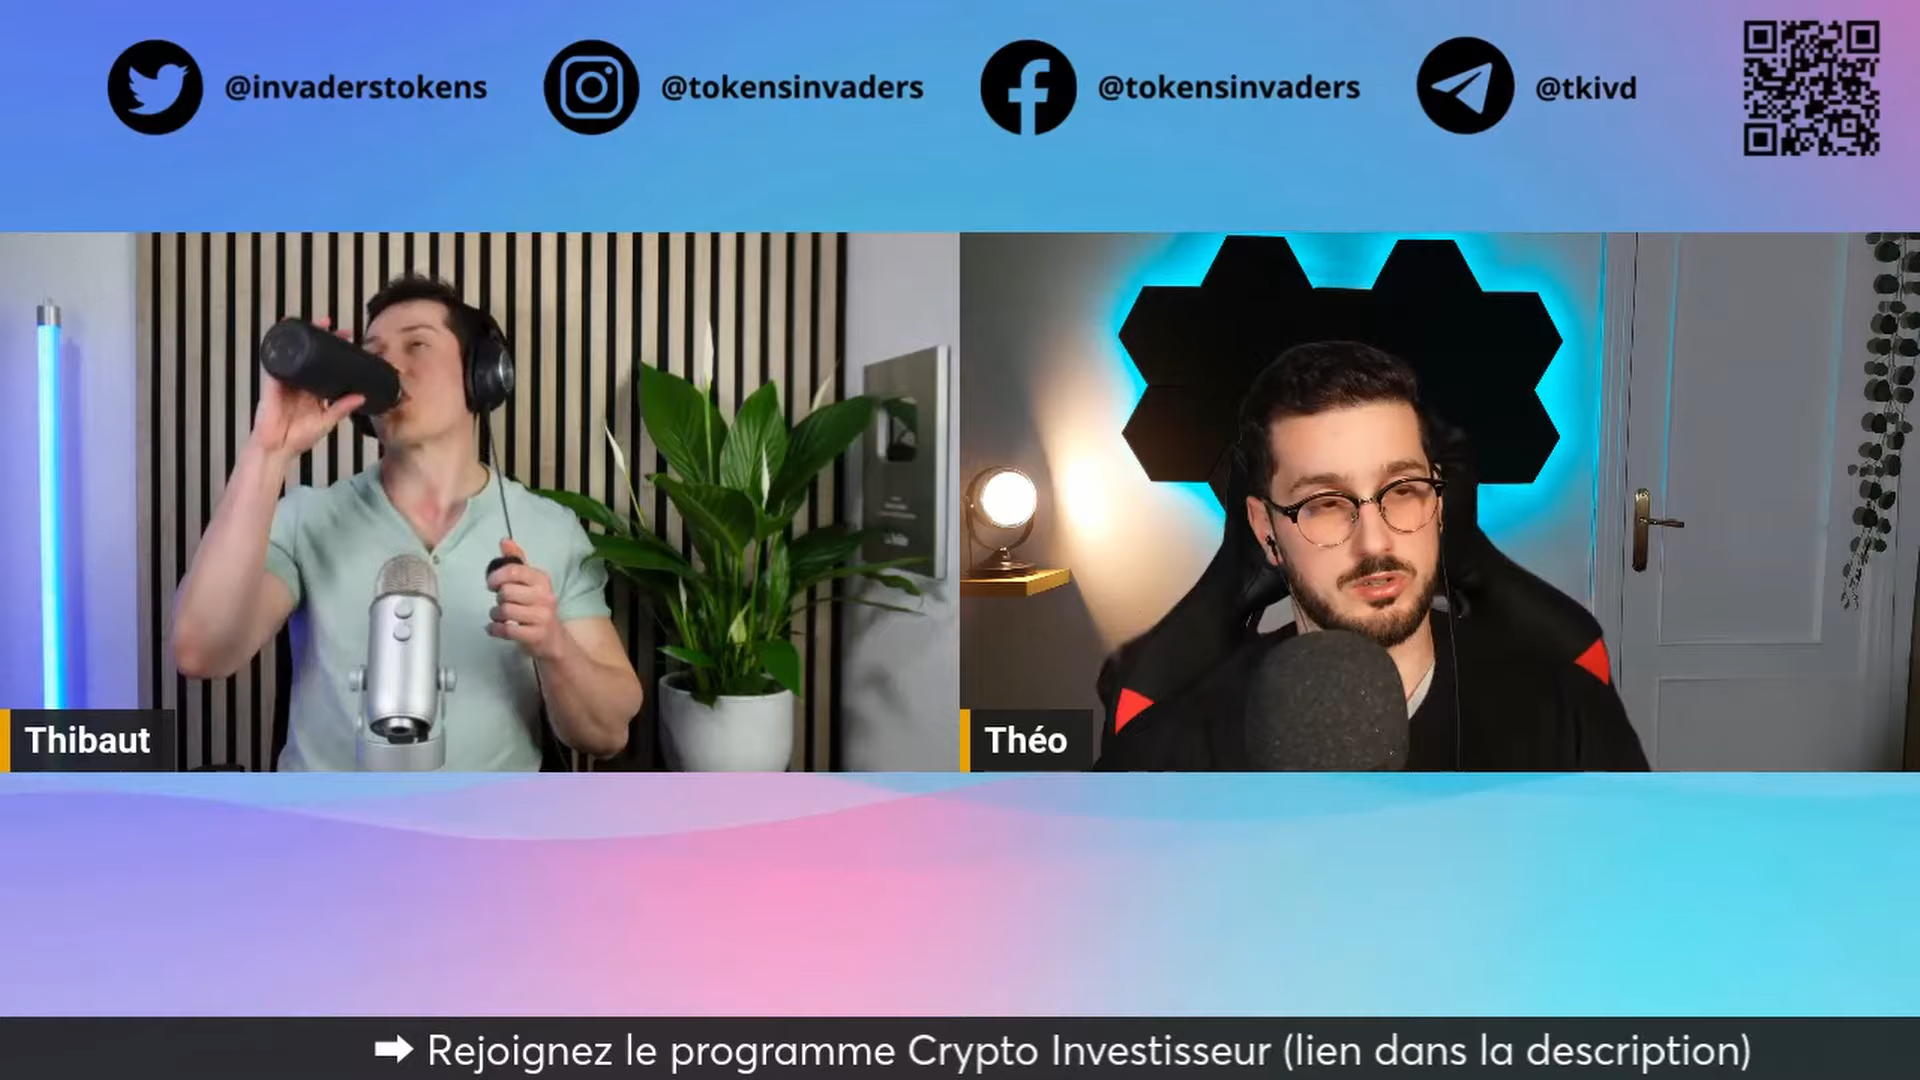 @invaderstokens
@tokensinvaders
@tokensinvaders
@tkivd
Thibaut
Théo
➡ Rejoignez le programme Crypto Investisseur (lien dans la description)